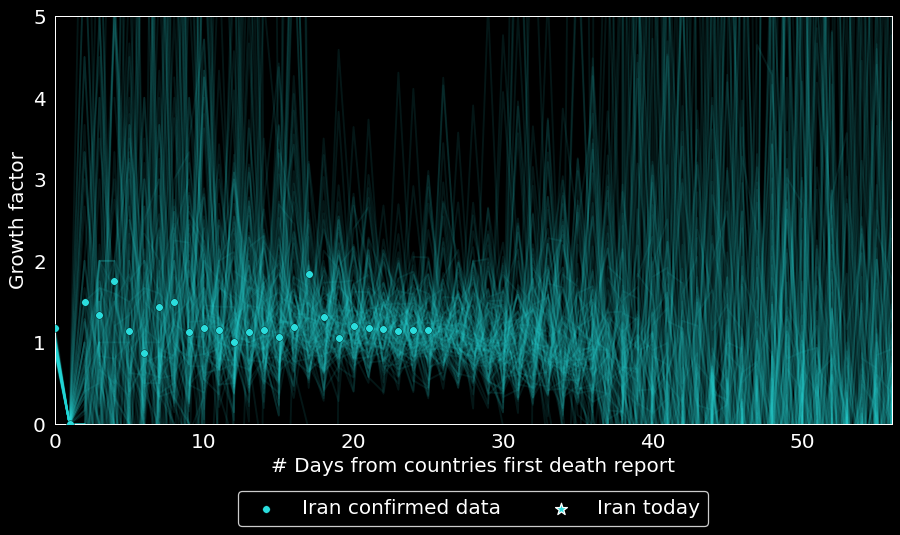 5
4
3
2
1
0
Growth factor
0 10 20 30 40 50
# Days from countries first death report
Iran confirmed data Iran today